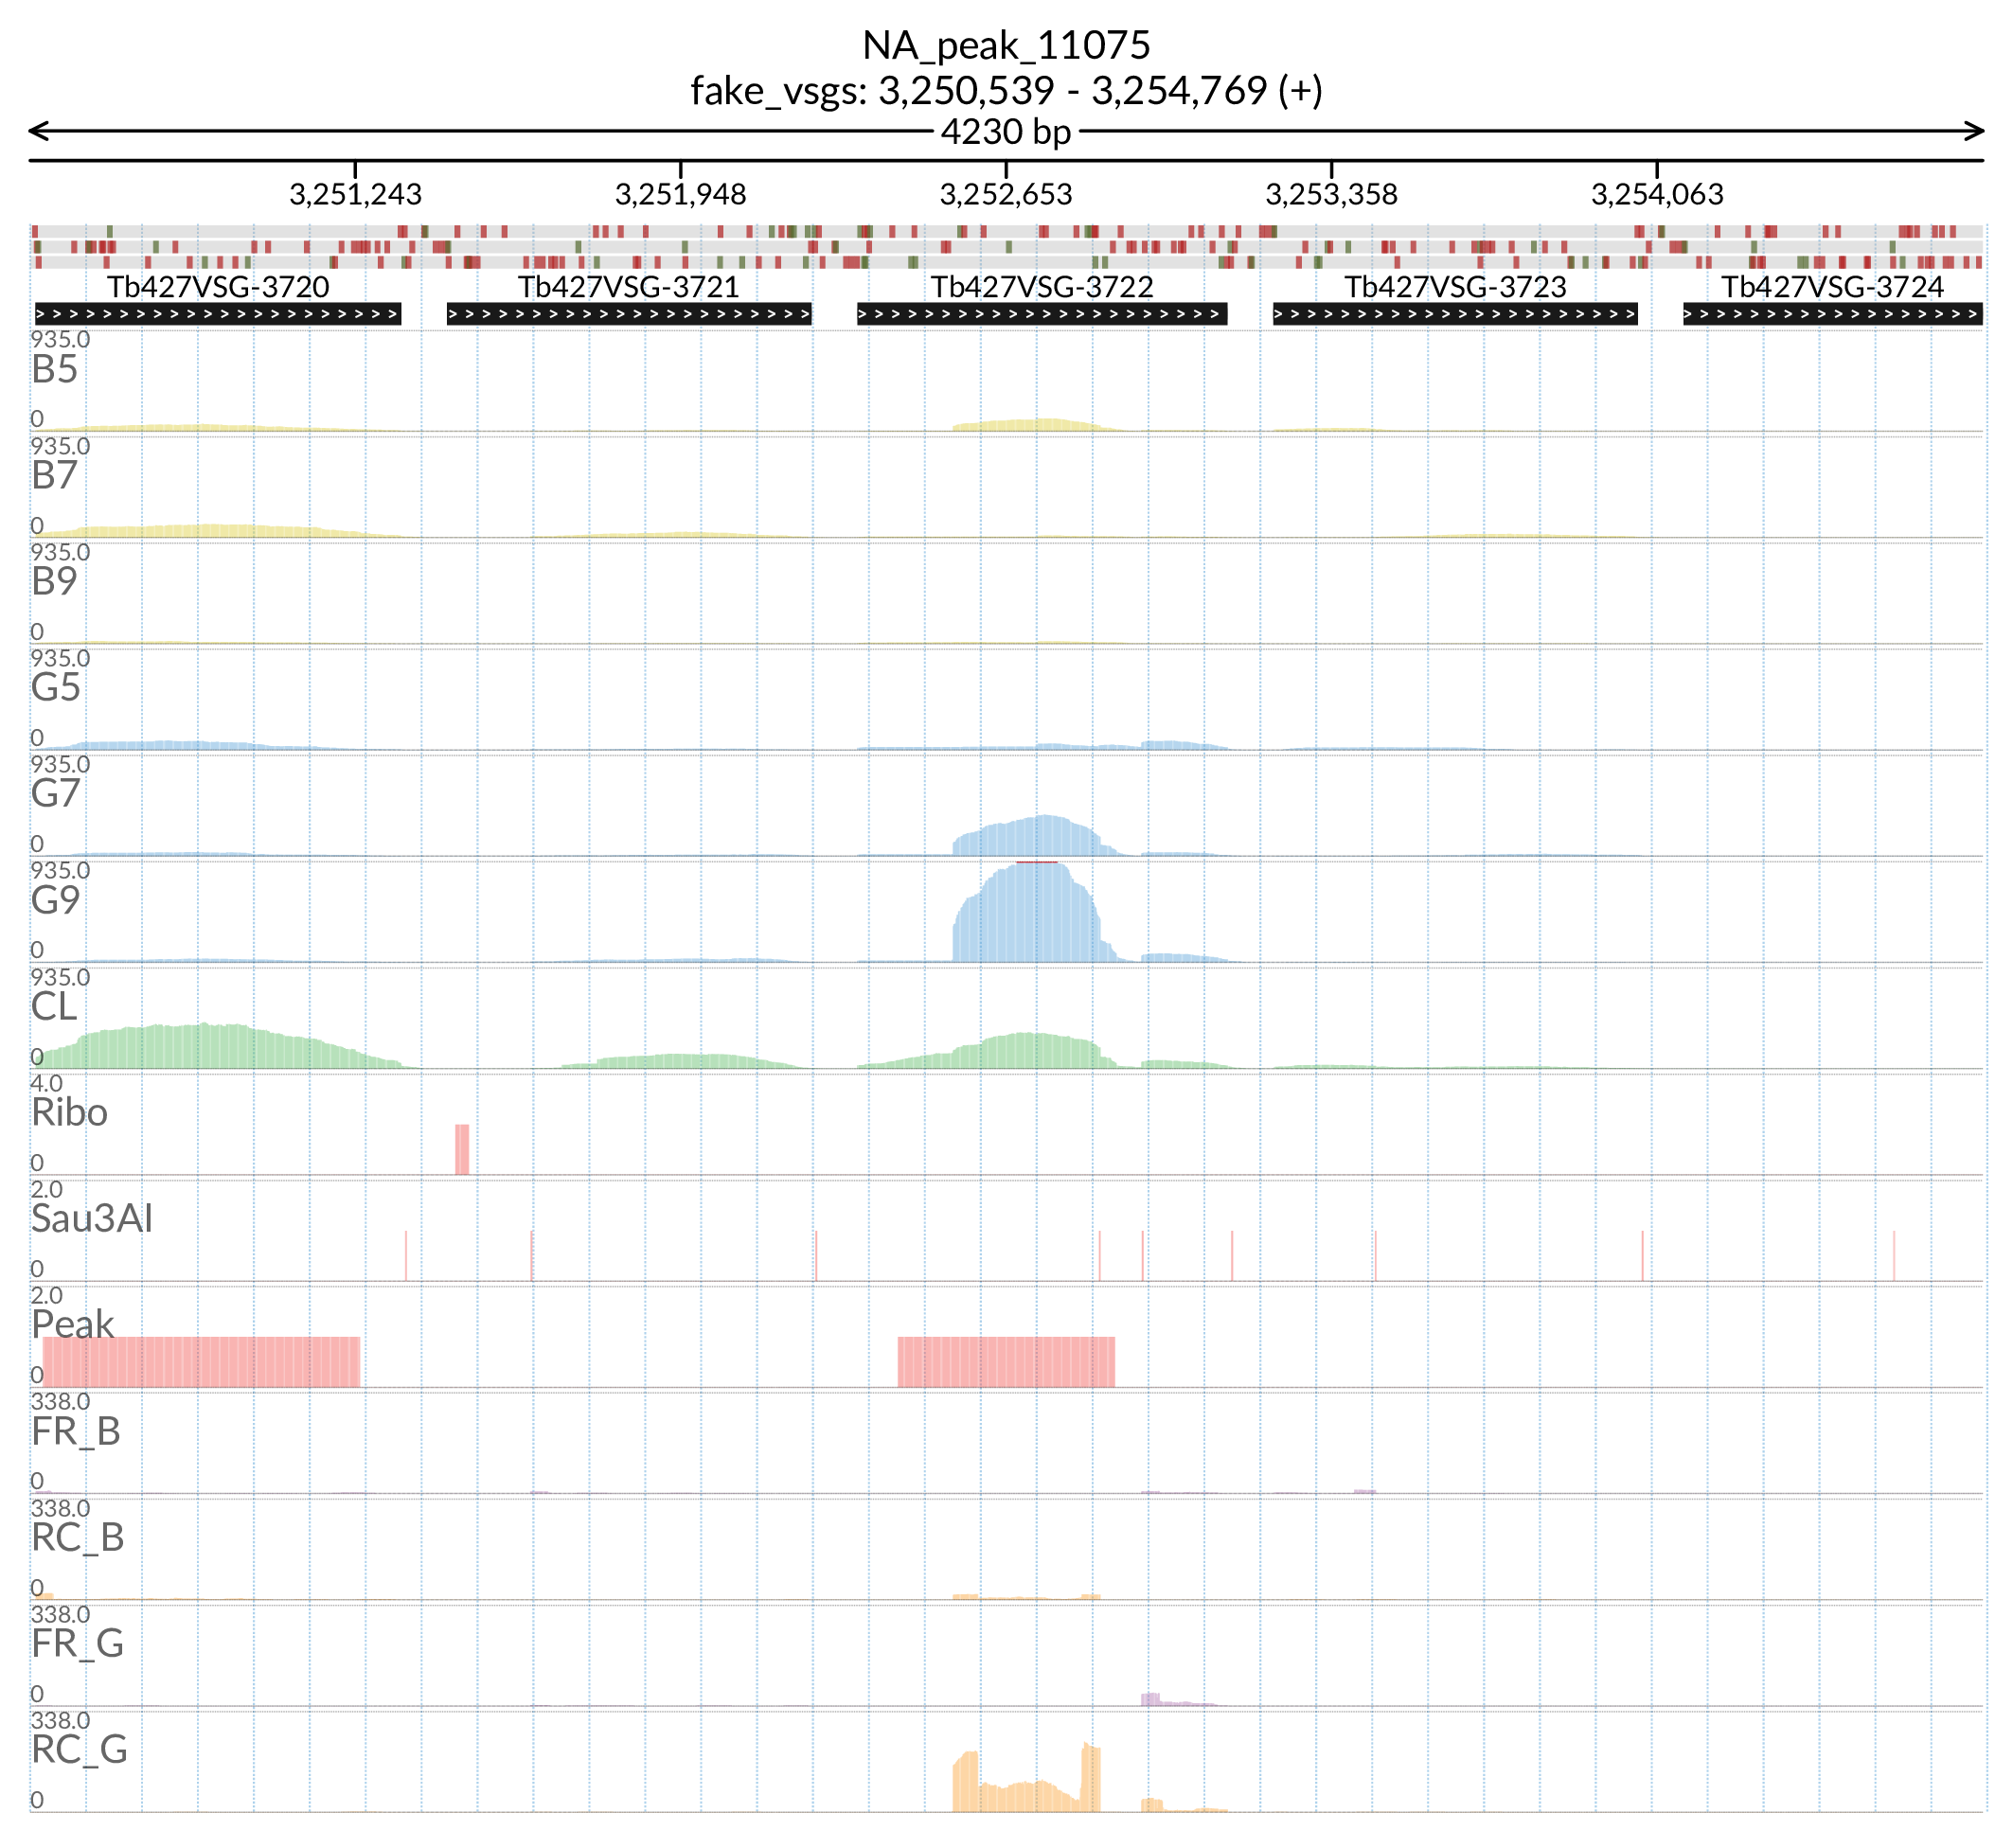 NA_peak_11075
fake_vsgs: 3,250,539 - 3,254,769 (+)
4230 bp
3,251,243 3,251,948 3,252,653 3,253,358 3,254,063
Tb427VSG-3720 Tb427VSG-3721 Tb427VSG-3722 Tb427VSG-3723 Tb427VSG-3724
935.0
B5
0
935.0
B7
0
935.0
B9
0
935.0
G5
0
935.0
G7
0
935.0
G9
0
935.0
CL
0
4.0
Ribo
0
2.0
Sau3AI
0
2.0
Peak
0
338.0
FR_B
0
338.0
RC_B
0
338.0
FR_G
0
338.0
RC_G
0